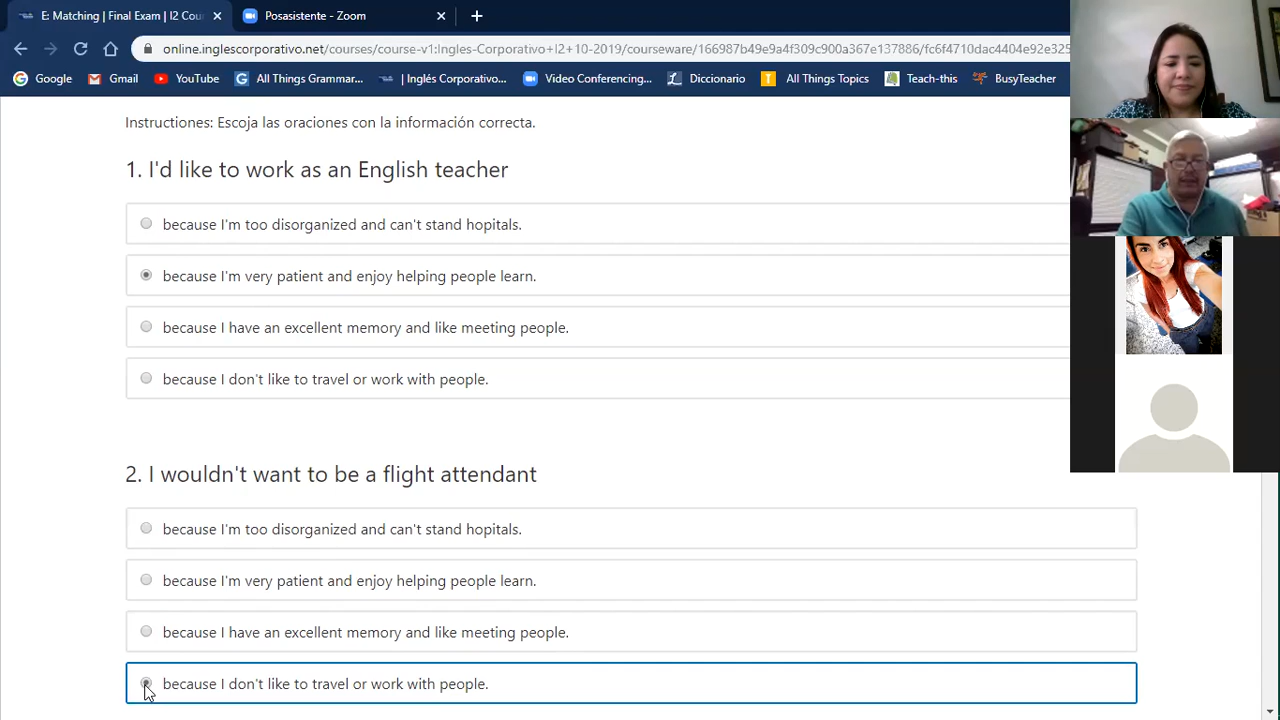 E: Matching | Final Exam | I2 Cou
Posasistente - Zoom
online.inglescorporativo.net/courses/course-v1:Ingles-Corporativo+I2+10-2019/courseware/166987b49e9a4f309c900a367e137886/fc6f4710dac4404e92e325
Google
Gmail
YouTube
All Things Grammar...
| Inglés Corporativo...
Video Conferencing...
Diccionario
All Things Topics
Teach-this
BusyTeacher
Instructiones: Escoja las oraciones con la información correcta.
1. I'd like to work as an English teacher
because I'm too disorganized and can't stand hopitals.
because I'm very patient and enjoy helping people learn.
because I have an excellent memory and like meeting people.
because I don't like to travel or work with people.
2. I wouldn't want to be a flight attendant
because I'm too disorganized and can't stand hopitals.
because I'm very patient and enjoy helping people learn.
because I have an excellent memory and like meeting people.
because I don't like to travel or work with people.